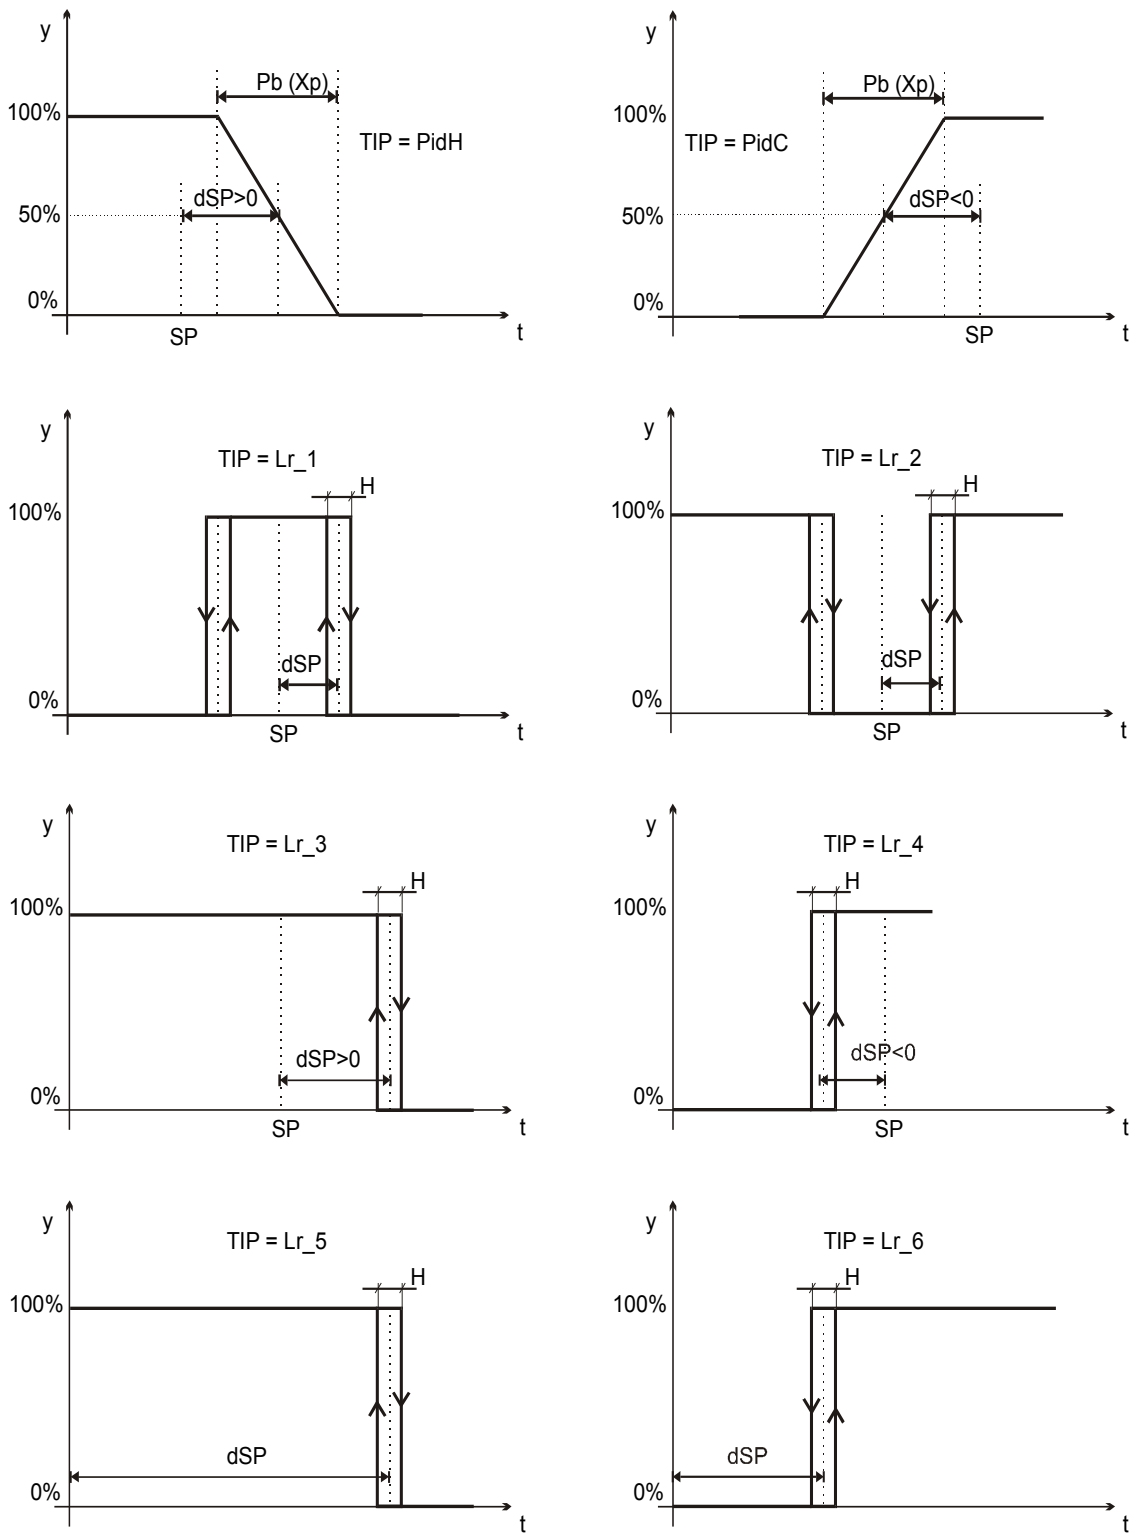 y
Pb (Xp)
100%
TIP = PidH
dSP>0
50%
0%
SP
t
y
Pb (Xp)
100%
TIP = PidC
dSP<0
50%
0%
SP
t
y
TIP = Lr_1
H
100%
dSP
0%
SP
t
y
TIP = Lr_2
H
100%
dSP
0%
SP
t
y
TIP = Lr_3
H
100%
dSP>0
0%
SP
t
y
TIP = Lr_4
H
100%
dSP<0
0%
SP
t
y
TIP = Lr_5
H
100%
dSP
0%
t
y
TIP = Lr_6
H
100%
dSP
0%
t